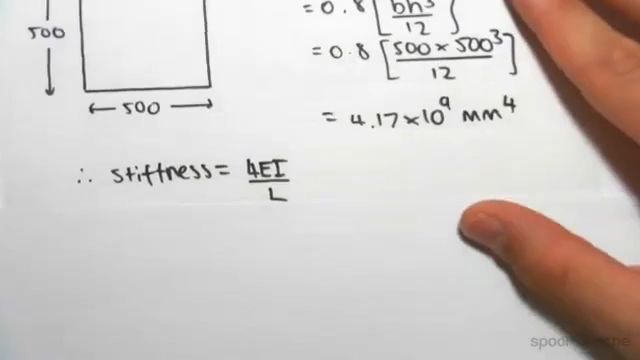 = 0.8 [bh³/12]
500
= 0.8 [500 × 500³/12]
500
= 4.17 × 10⁹ mm⁴
∴ stiffness = 4EI/L